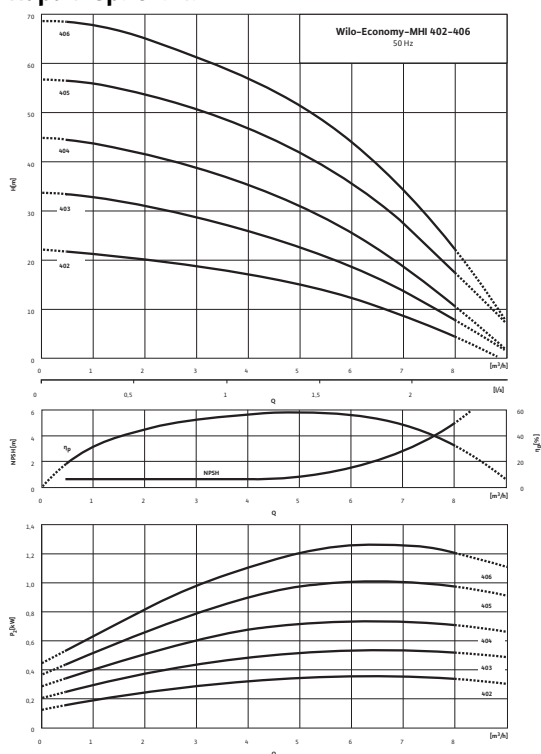 70
Wilo-Economy-MHI 402-406
50 Hz
406
60
405
50
404
40
H[m]
403
30
402
20
10
0
0 1 2 3 4 5 6 7 8 [m³/h]
0 0,5 1 1,5 2 [l/s]
Q
6 60
ηp
4 40
NPSH[m] ηp[%]
2 NPSH 20
0 0
0 1 2 3 4 5 6 7 8 [m³/h]
Q
1,4
1,2
406
1,0
405
0,8
P2[kW]
404
0,6
403
0,4
402
0,2
0
0 1 2 3 4 5 6 7 8 [m³/h]
Q